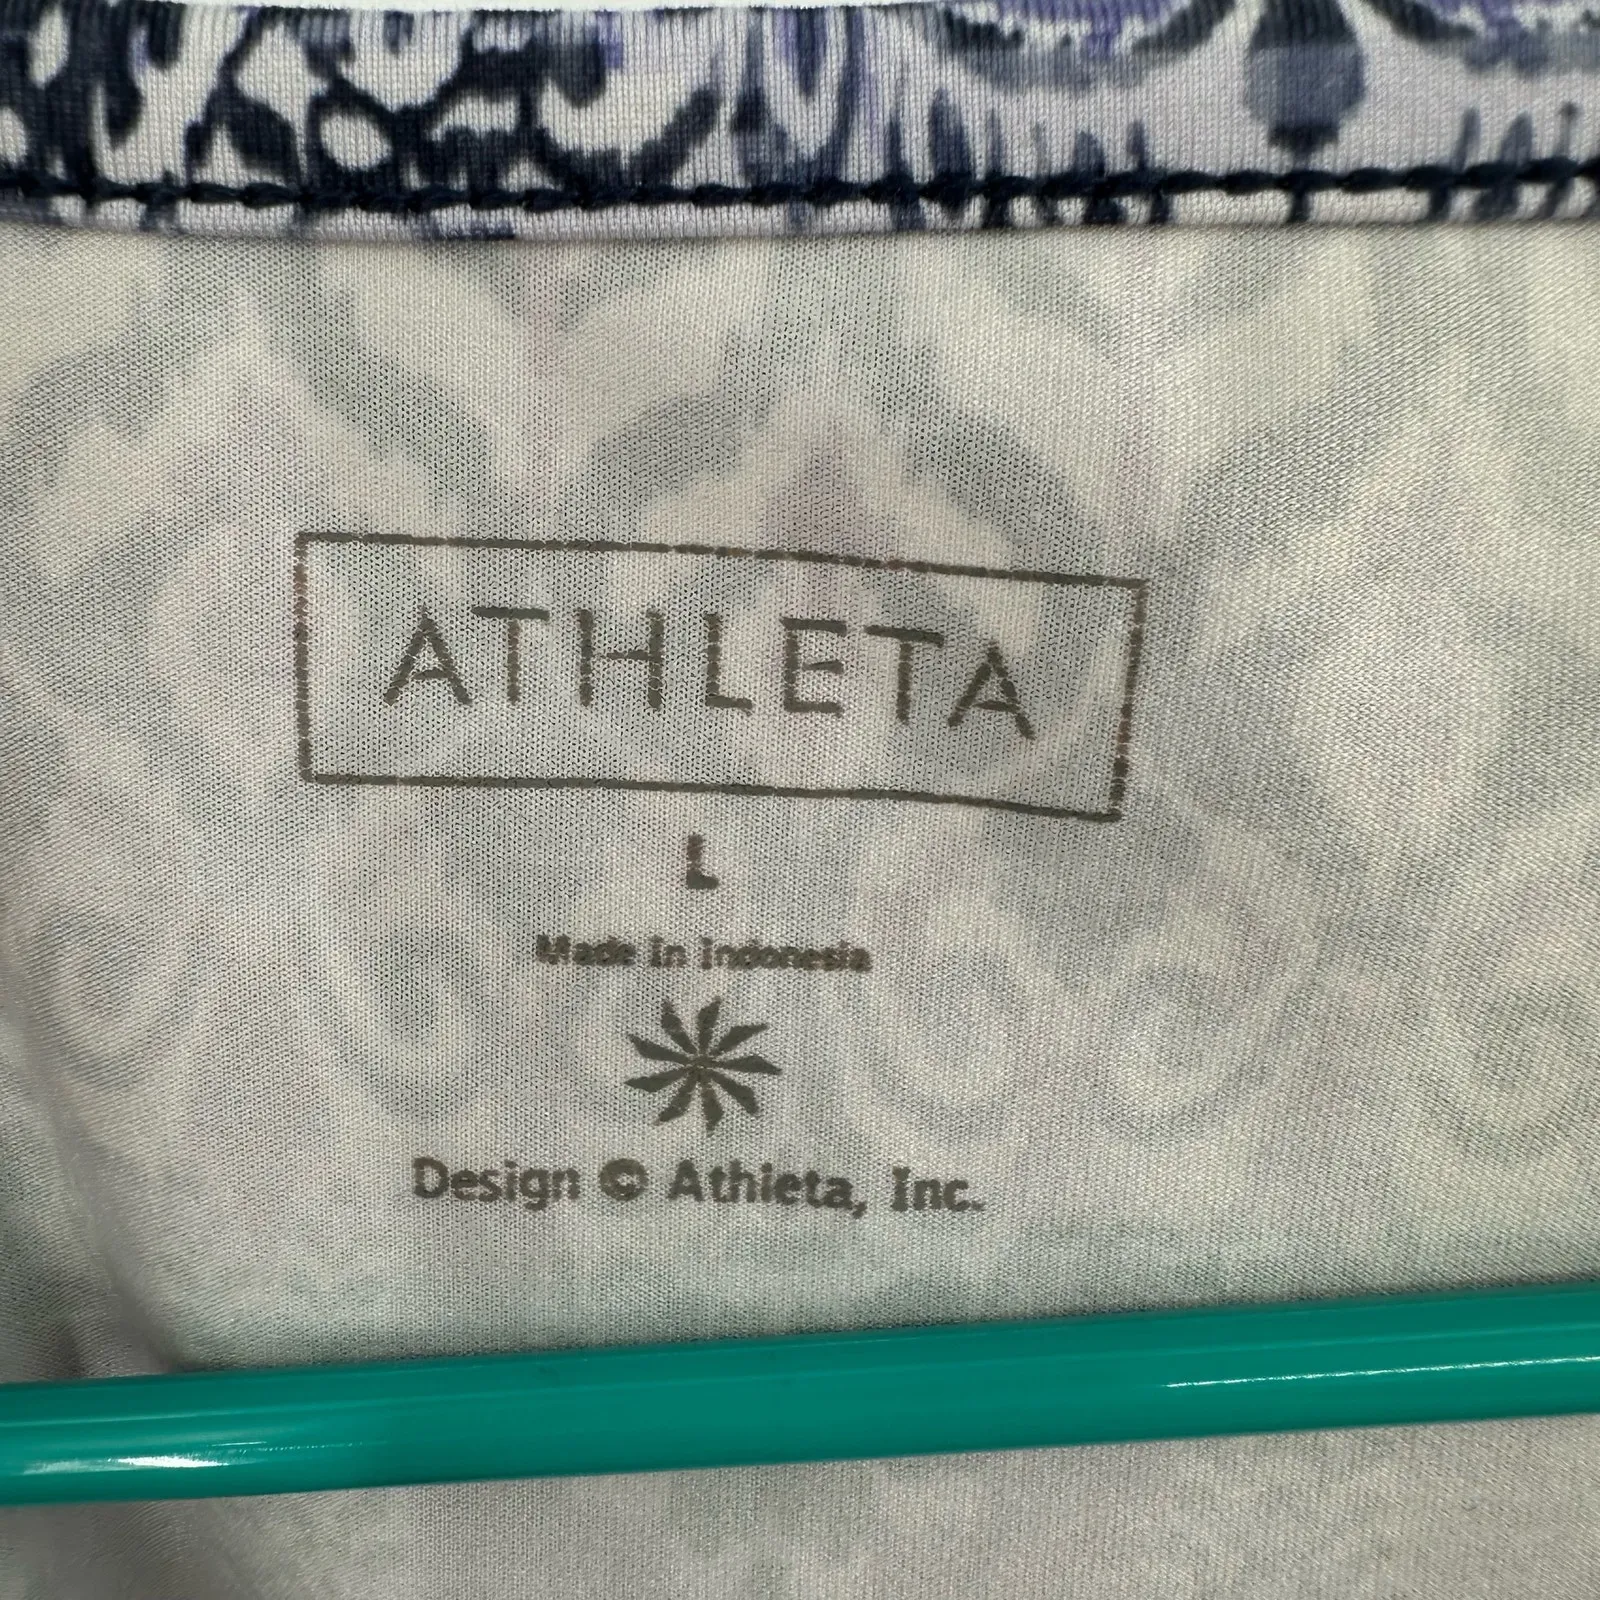 ATHLETA
L
Made in Indonesia
Design © Athleta, Inc.